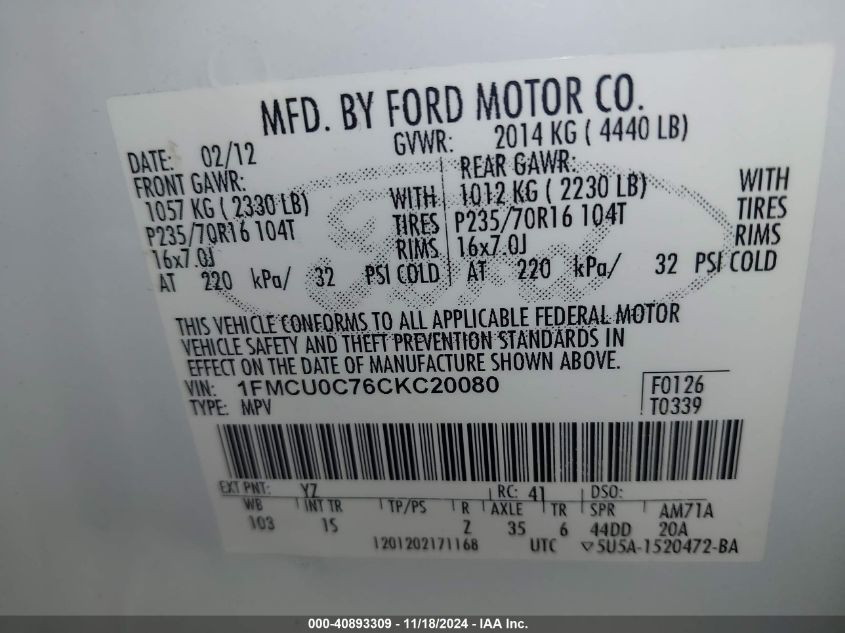 MFD. BY FORD MOTOR CO.
DATE: 02/12 GVWR: 2014 KG ( 4440 LB)
FRONT GAWR: REAR GAWR:
1057 KG ( 2330 LB) WITH 1012 KG ( 2230 LB) WITH
P235/70R16 104T TIRES P235/70R16 104T TIRES
16x7.0J RIMS 16x7.0J RIMS
AT 220 kPa/ 32 PSI COLD AT 220 kPa/ 32 PSI COLD
Ford
THIS VEHICLE CONFORMS TO ALL APPLICABLE FEDERAL MOTOR
VEHICLE SAFETY AND THEFT PREVENTION STANDARDS IN
EFFECT ON THE DATE OF MANUFACTURE SHOWN ABOVE.
VIN: 1FMCU0C76CKC20080 F0126
TYPE: MPV T0339
EXT PNT: YZ RC: 41 DSO:
WB INT TR TP/PS R AXLE TR SPR AM71A
103 1S Z 35 6 44DD 20A
1201202171168 UTC ▽5U5A-1520472-BA
000-40893309 - 11/18/2024 - IAA Inc.